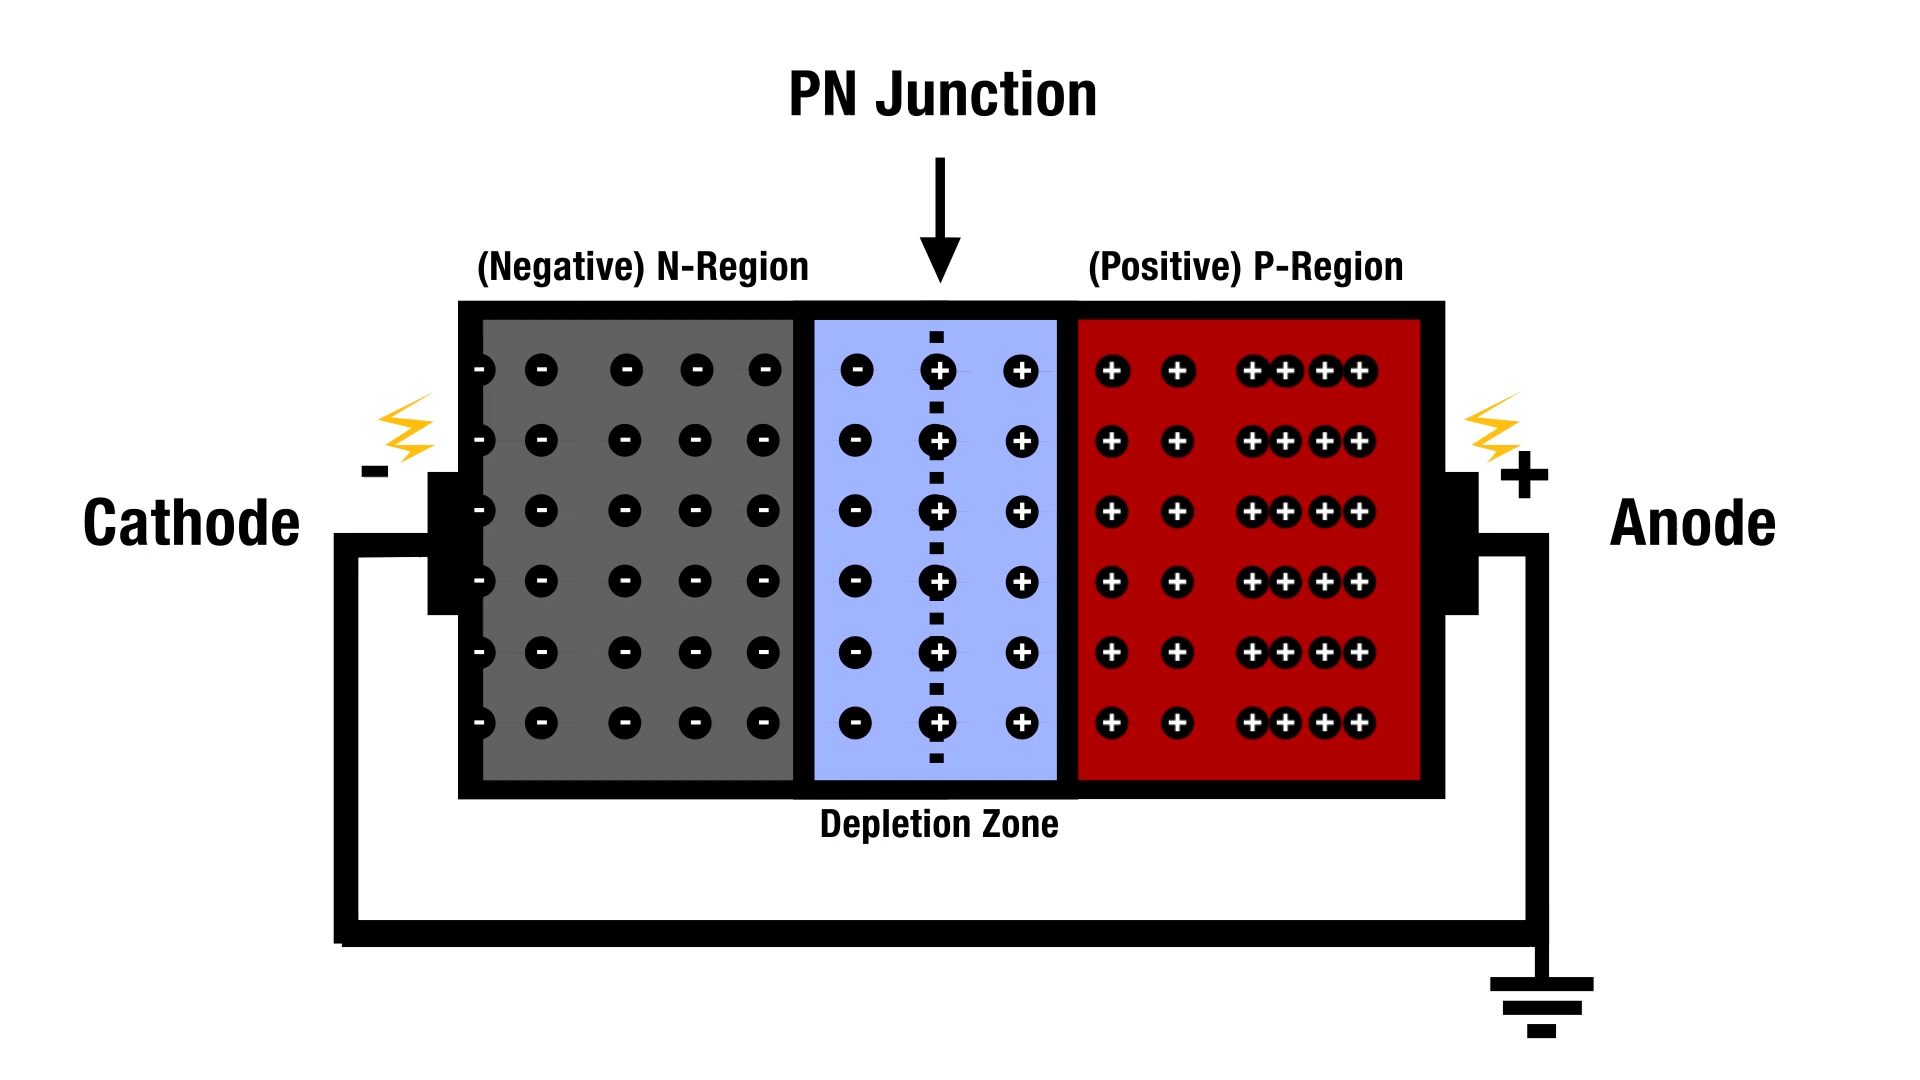 PN Junction
(Negative) N-Region
(Positive) P-Region
-
+
Cathode
Anode
Depletion Zone